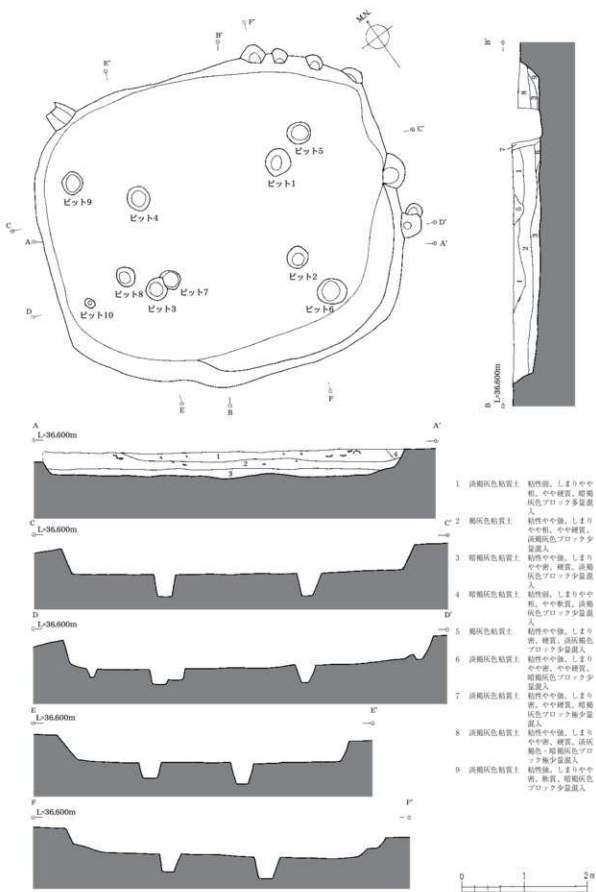 M.N.
F'
B'
E'
C'
D'
A'
C
A
D
E
B
F
ピット5
ピット1
ピット9
ピット4
ピット2
ピット8
ピット7
ピット3
ピット6
ピット10
B'
B
L=36.600m
8
7
1
6
2
3
1
A
A'
L=36.600m
1
2
3
4
C
C'
L=36.600m
D
D'
L=36.600m
E
E'
L=36.600m
F
F'
L=36.600m
1 淡褐灰色粘質土 粘性弱、しまりやや
粗、やや硬質、暗褐
灰色ブロック多量混
入
2 褐灰色粘質土 粘性やや強、しまり
やや粗、やや硬質、
淡褐灰色ブロック少
量混入
3 暗褐灰色粘質土 粘性やや強、しまり
やや密、硬質、淡褐
灰色ブロック少量混
入
4 暗褐灰色粘質土 粘性弱、しまりやや
粗、やや軟質、淡褐
灰色ブロック少量混
入
5 褐灰色粘質土 粘性やや強、しまり
密、硬質、淡灰褐色
ブロック少量混入
6 淡褐灰色粘質土 粘性やや強、しまり
やや密、やや硬質、
暗褐灰色ブロック少
量混入
7 淡褐灰色粘質土 粘性やや強、しまり
密、やや硬質、暗褐
灰色ブロック極少量
混入
8 淡褐灰色粘質土 粘性やや強、しまり
やや密、硬質、淡灰
褐色・暗褐灰色ブロ
ック極少量混入
9 淡褐灰色粘質土 粘性強、しまりやや
密、軟質、暗褐灰色
ブロック少量混入
0 1 2m